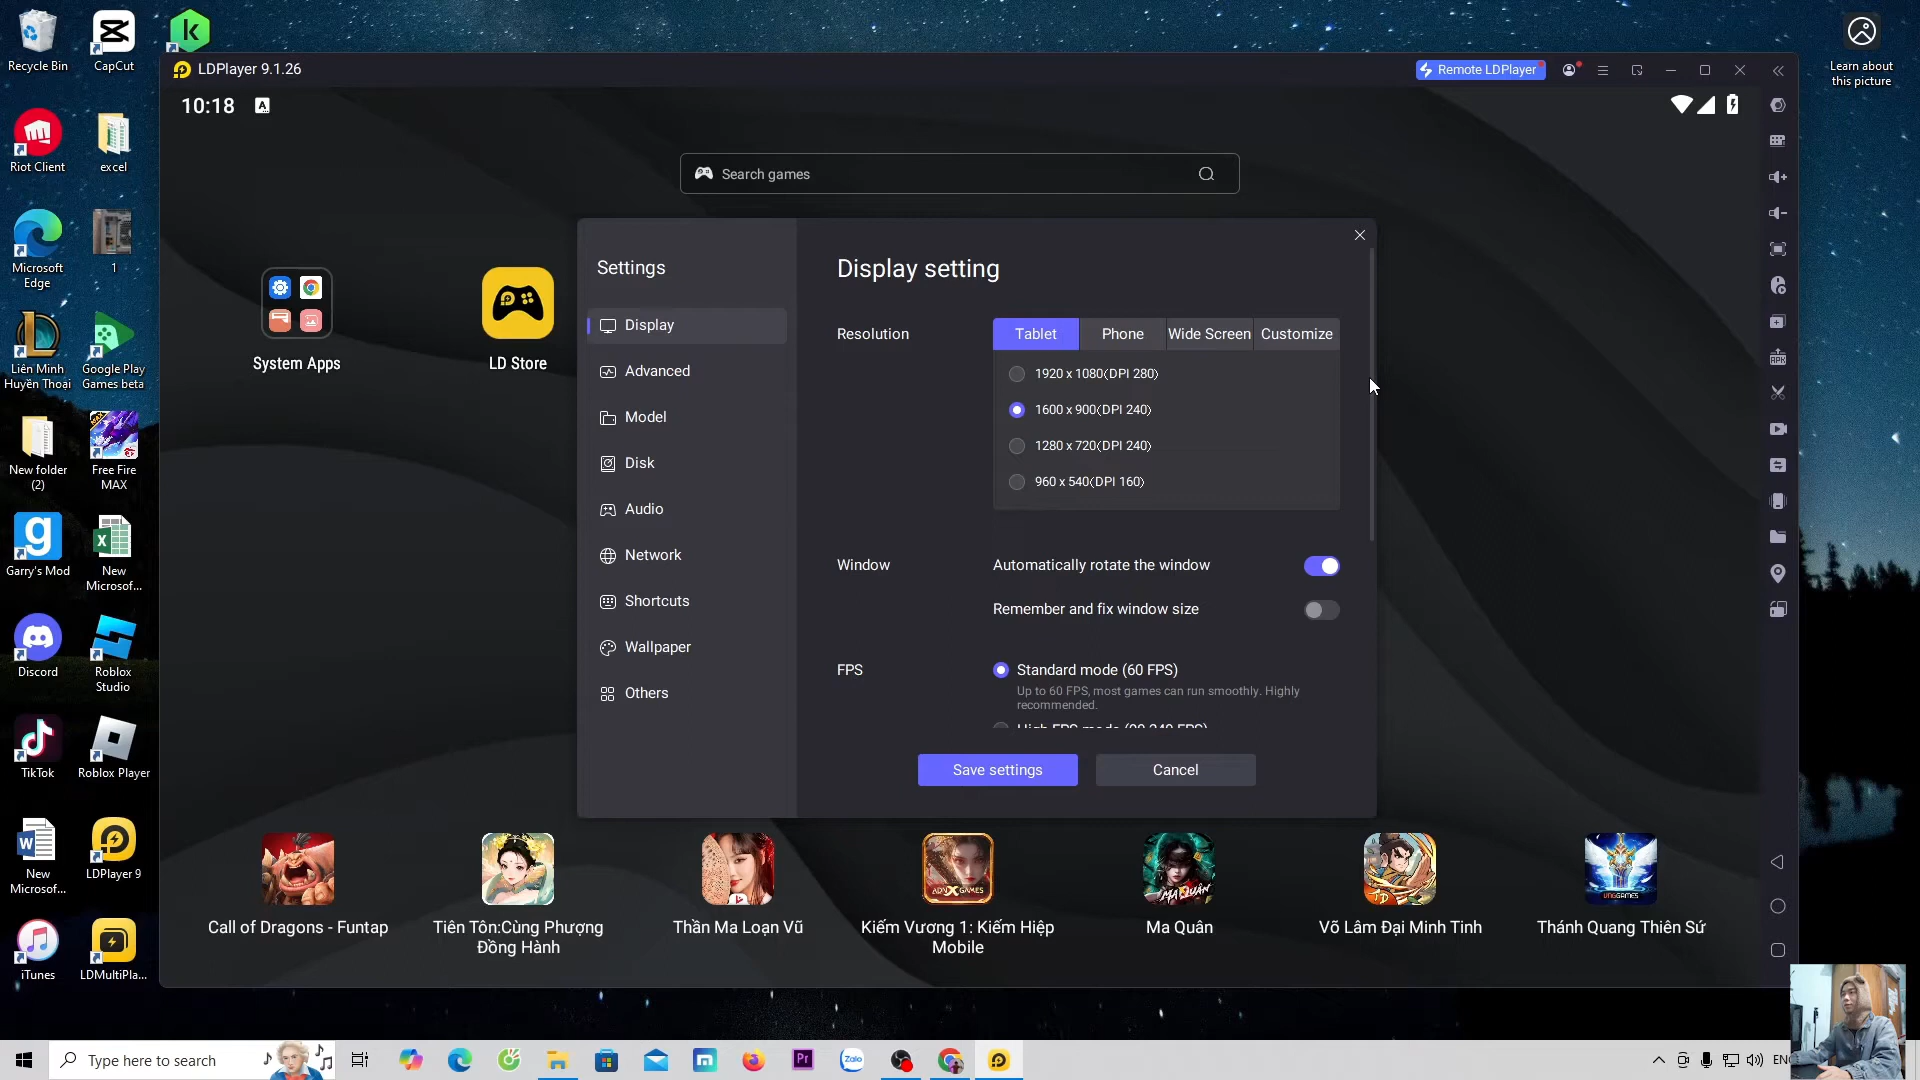 Recycle Bin
CapCut
Riot Client
excel
Microsoft
Edge
1
Liên Minh
Huyền Thoại
Google Play
Games beta
New folder
(2)
Free Fire
MAX
Garry's Mod
New
Microsof...
Discord
Roblox
Studio
TikTok
Roblox Player
New
Microsof...
LDPlayer 9
iTunes
LDMultiPla...
Learn about
this picture
LDPlayer 9.1.26
Remote LDPlayer
10:18
A
Search games
System Apps
LD Store
Settings
Display
Advanced
Model
Disk
Audio
Network
Shortcuts
Wallpaper
Others
Display setting
Resolution
Tablet
Phone
Wide Screen
Customize
1920 x 1080(DPI 280)
1600 x 900(DPI 240)
1280 x 720(DPI 240)
960 x 540(DPI 160)
Window
Automatically rotate the window
Remember and fix window size
FPS
Standard mode (60 FPS)
Up to 60 FPS, most games can run smoothly. Highly
recommended.
Save settings
Cancel
Call of Dragons - Funtap
Tiên Tôn:Cùng Phượng
Đồng Hành
Thần Ma Loạn Vũ
Kiếm Vương 1: Kiếm Hiệp
Mobile
Ma Quân
Võ Lâm Đại Minh Tinh
Thánh Quang Thiên Sứ
Type here to search
Pr
Zalo